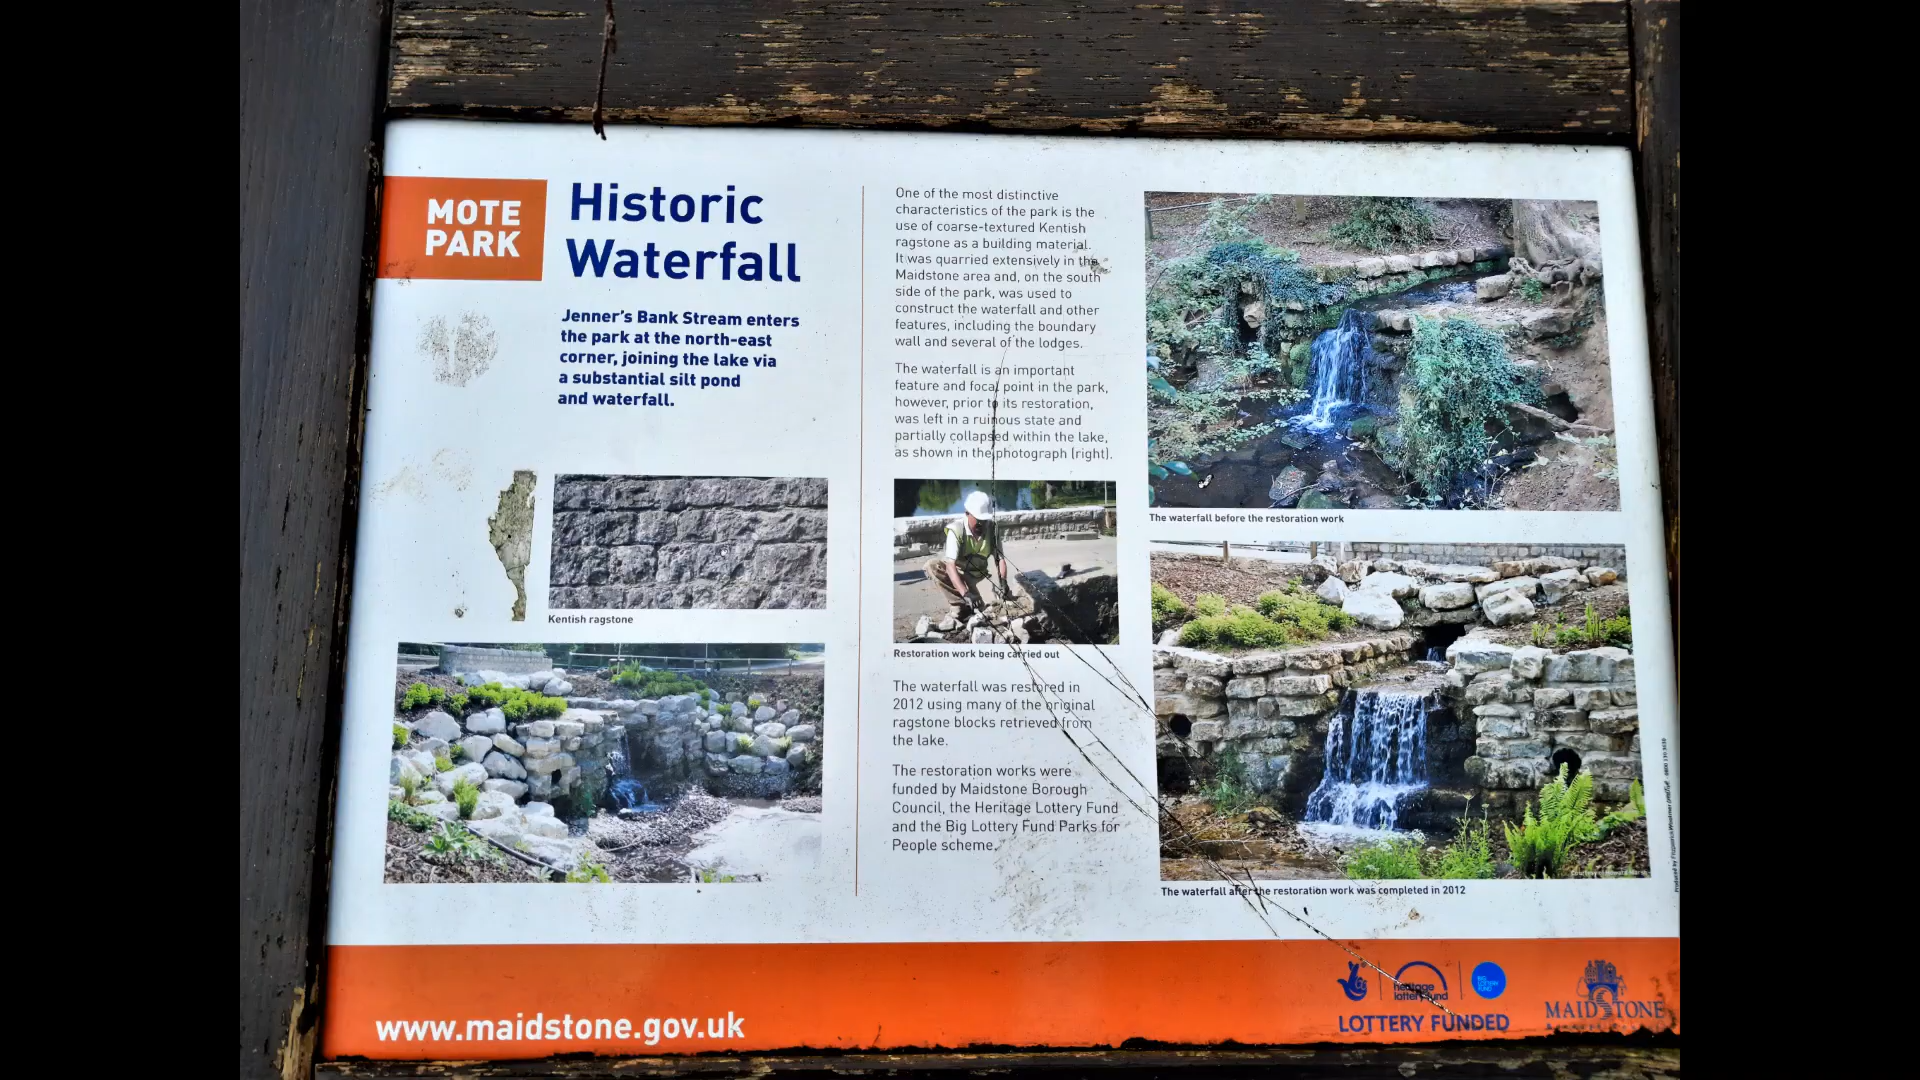 MOTE
PARK
Historic
Waterfall
Jenner's Bank Stream enters
the park at the north-east
corner, joining the lake via
a substantial silt pond
and waterfall.
Kentish ragstone
One of the most distinctive
characteristics of the park is the
use of coarse-textured Kentish
ragstone as a building material.
It was quarried extensively in the
Maidstone area and, on the south
side of the park, was used to
construct the waterfall and other
features, including the boundary
wall and several of the lodges.
The waterfall is an important
feature and focal point in the park,
however, prior to its restoration,
was left in a ruinous state and
partially collapsed within the lake,
as shown in the photograph (right).
Restoration work being carried out
The waterfall was restored in
2012 using many of the original
ragstone blocks retrieved from
the lake.
The restoration works were
funded by Maidstone Borough
Council, the Heritage Lottery Fund
and the Big Lottery Fund Parks for
People scheme.
The waterfall before the restoration work
The waterfall after the restoration work was completed in 2012
www.maidstone.gov.uk
heritage
lottery fund
BIG
LOTTERY
FUND
LOTTERY FUNDED
MAIDSTONE